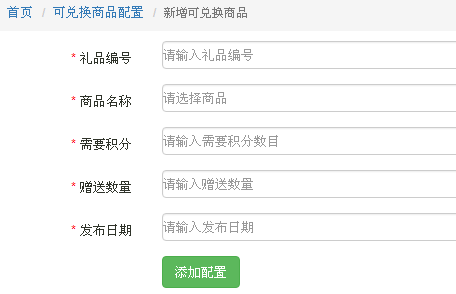 首页 / 可兑换商品配置 / 新增可兑换商品
* 礼品编号 请输入礼品编号
* 商品名称 请选择商品
* 需要积分 请输入需要积分数目
* 赠送数量 请输入赠送数量
* 发布日期 请输入发布日期
添加配置